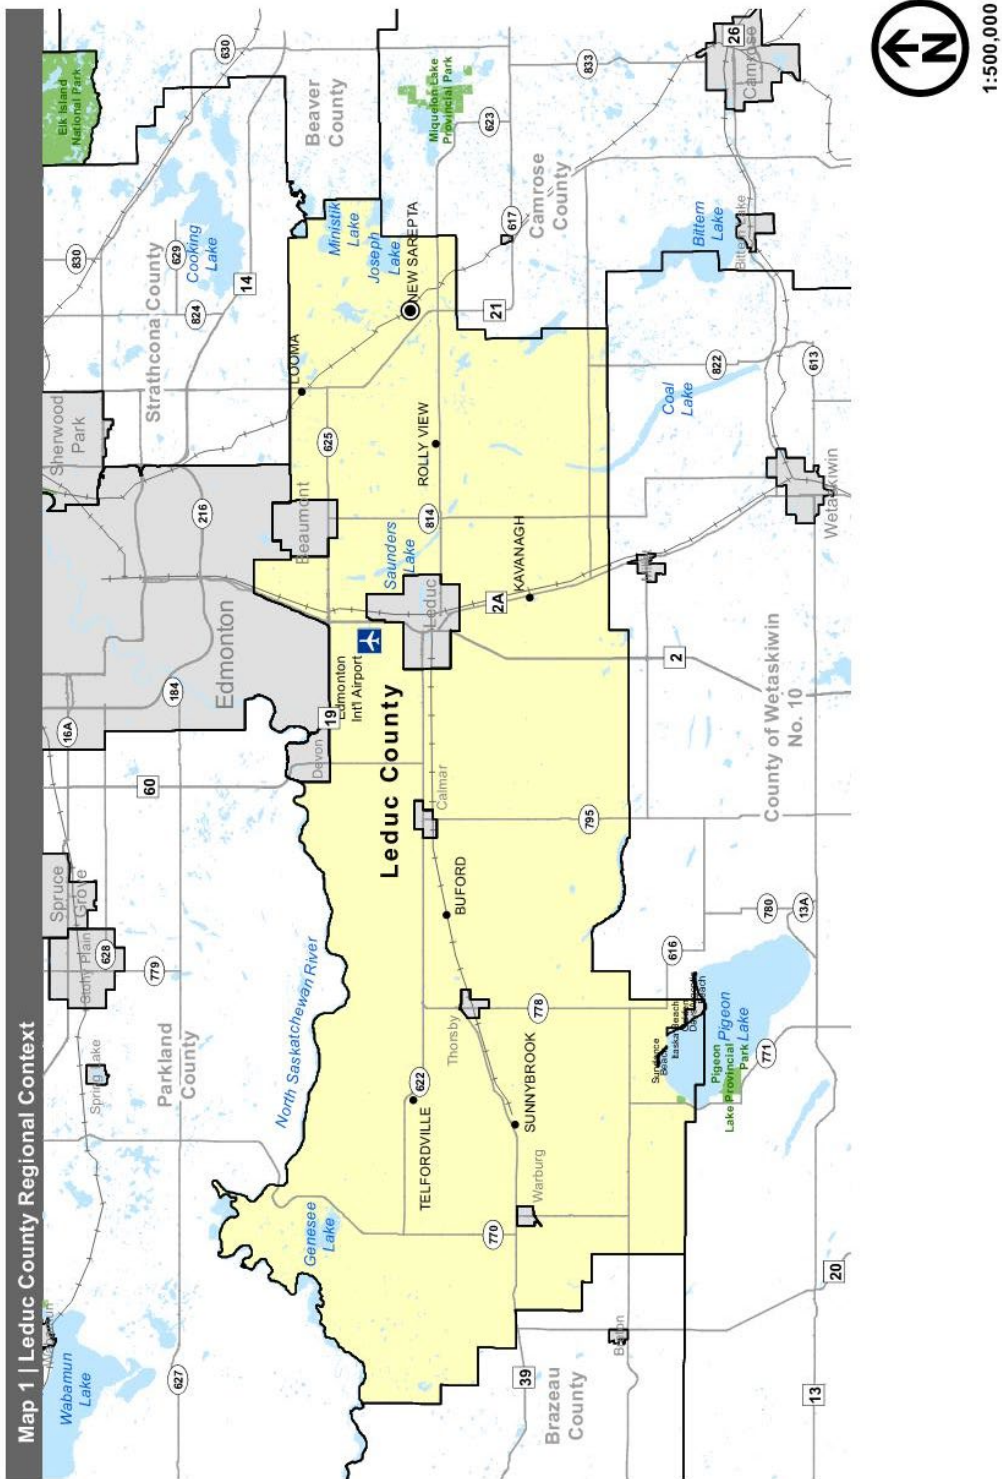 Map 1 | Leduc County Regional Context
Wabamun
Lake
627
Spring Lake
Parkland
County
779
Stony Plain
628
Spruce
Grove
60
16A
184
Edmonton
216
Sherwood
Park
Strathcona County
824
629
830
Cooking
Lake
14
630
Elk Island
National Park
Beaver
County
Genesee
Lake
North Saskatchewan River
Devon
19
Edmonton
Int'l Airport
Beaumont
625
LOOMA
Ministik
Lake
Joseph
Lake
NEW SAREPTA
Miquelon Lake
Provincial Park
623
833
26
Camrose
TELFORDVILLE
622
Thorsby
BUFORD
Calmar
Leduc County
Leduc
Saunders
Lake
814
ROLLY VIEW
21
617
Camrose
County
39
770
Warburg
SUNNYBROOK
778
795
2A
KAVANAGH
Brazeau
County
Sundance
Beach
Itaska Beach
616
2
Coal
Lake
822
Bittern
Lake
Pigeon
Lake Provincial
Park
Pigeon
Lake
771
780
13A
County of Wetaskiwin
No. 10
Wetaskiwin
613
13
20
N
1:500,000